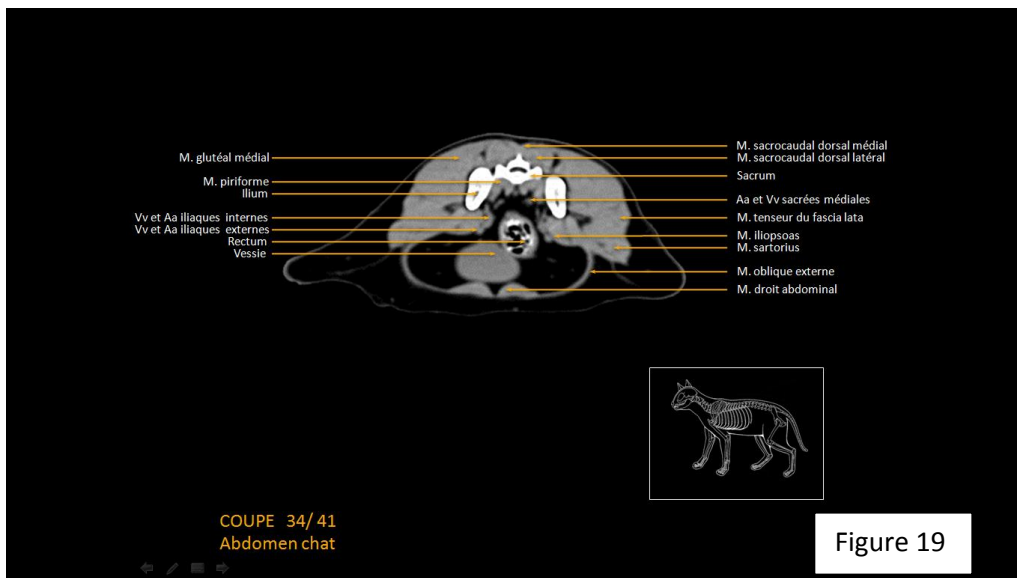 M. glutéal médial
M. piriforme
Ilium
Vv et Aa iliaques internes
Vv et Aa iliaques externes
Rectum
Vessie
M. sacrocaudal dorsal médial
M. sacrocaudal dorsal latéral
Sacrum
Aa et Vv sacrées médiales
M. tenseur du fascia lata
M. iliopsoas
M. sartorius
M. oblique externe
M. droit abdominal
COUPE 34/ 41
Abdomen chat
Figure 19